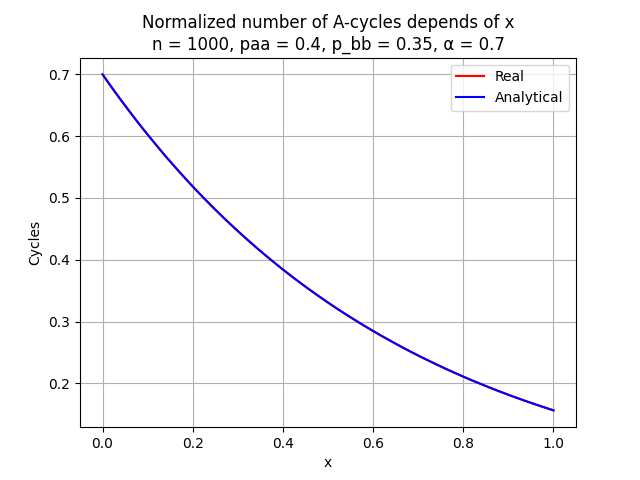 Normalized number of A-cycles depends of x
n = 1000, paa = 0.4, p_bb = 0.35, α = 0.7
Real
Analytical
0.7
0.6
0.5
0.4
0.3
0.2
Cycles
0.0 0.2 0.4 0.6 0.8 1.0
x